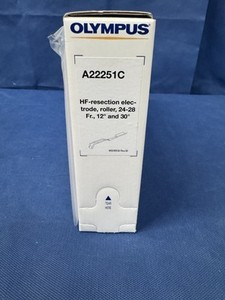 OLYMPUS
A22251C
HF-resection elec-
trode, roller, 24-28
Fr., 12° and 30°